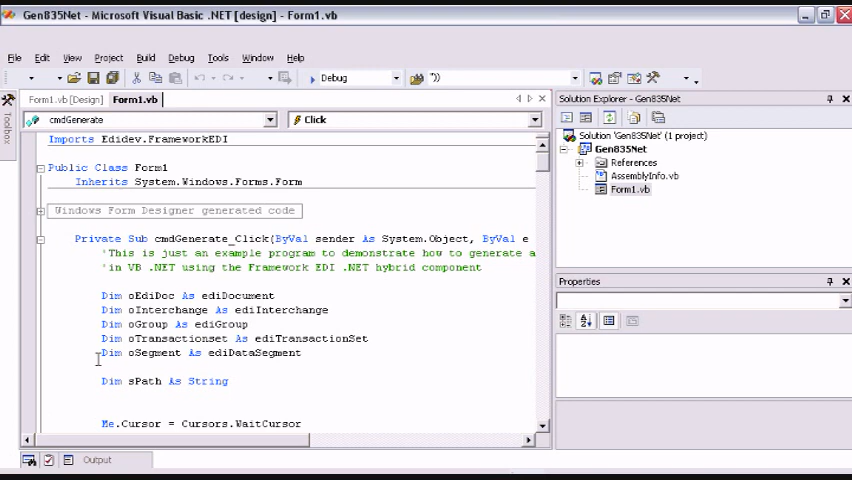 Gen835Net - Microsoft Visual Basic .NET [design] - Form1.vb
File Edit View Project Build Debug Tools Window Help
Debug "))
Form1.vb [Design] Form1.vb
Solution Explorer - Gen835Net
Toolbox
cmdGenerate Click
Imports Edidev.FrameworkEDI
Public Class Form1
Inherits System.Windows.Forms.Form
Windows Form Designer generated code
Private Sub cmdGenerate_Click(ByVal sender As System.Object, ByVal e
'This is just an example program to demonstrate how to generate a
'in VB .NET using the Framework EDI .NET hybrid component
Dim oEdiDoc As ediDocument
Dim oInterchange As ediInterchange
Dim oGroup As ediGroup
Dim oTransactionset As ediTransactionSet
Dim oSegment As ediDataSegment
Dim sPath As String
Me.Cursor = Cursors.WaitCursor
Solution 'Gen835Net' (1 project)
Gen835Net
References
AssemblyInfo.vb
Form1.vb
Properties
Output